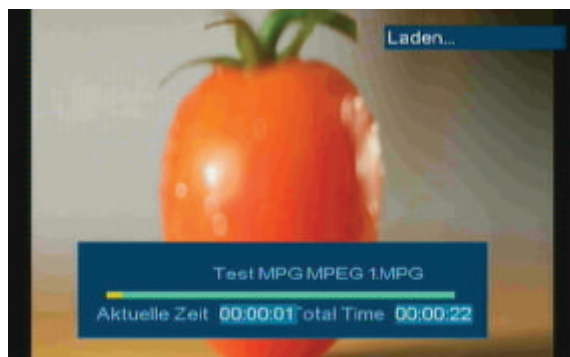 Laden...
Test MPG MPEG 1.MPG
Aktuelle Zeit 00:00:01 Total Time 00:00:22